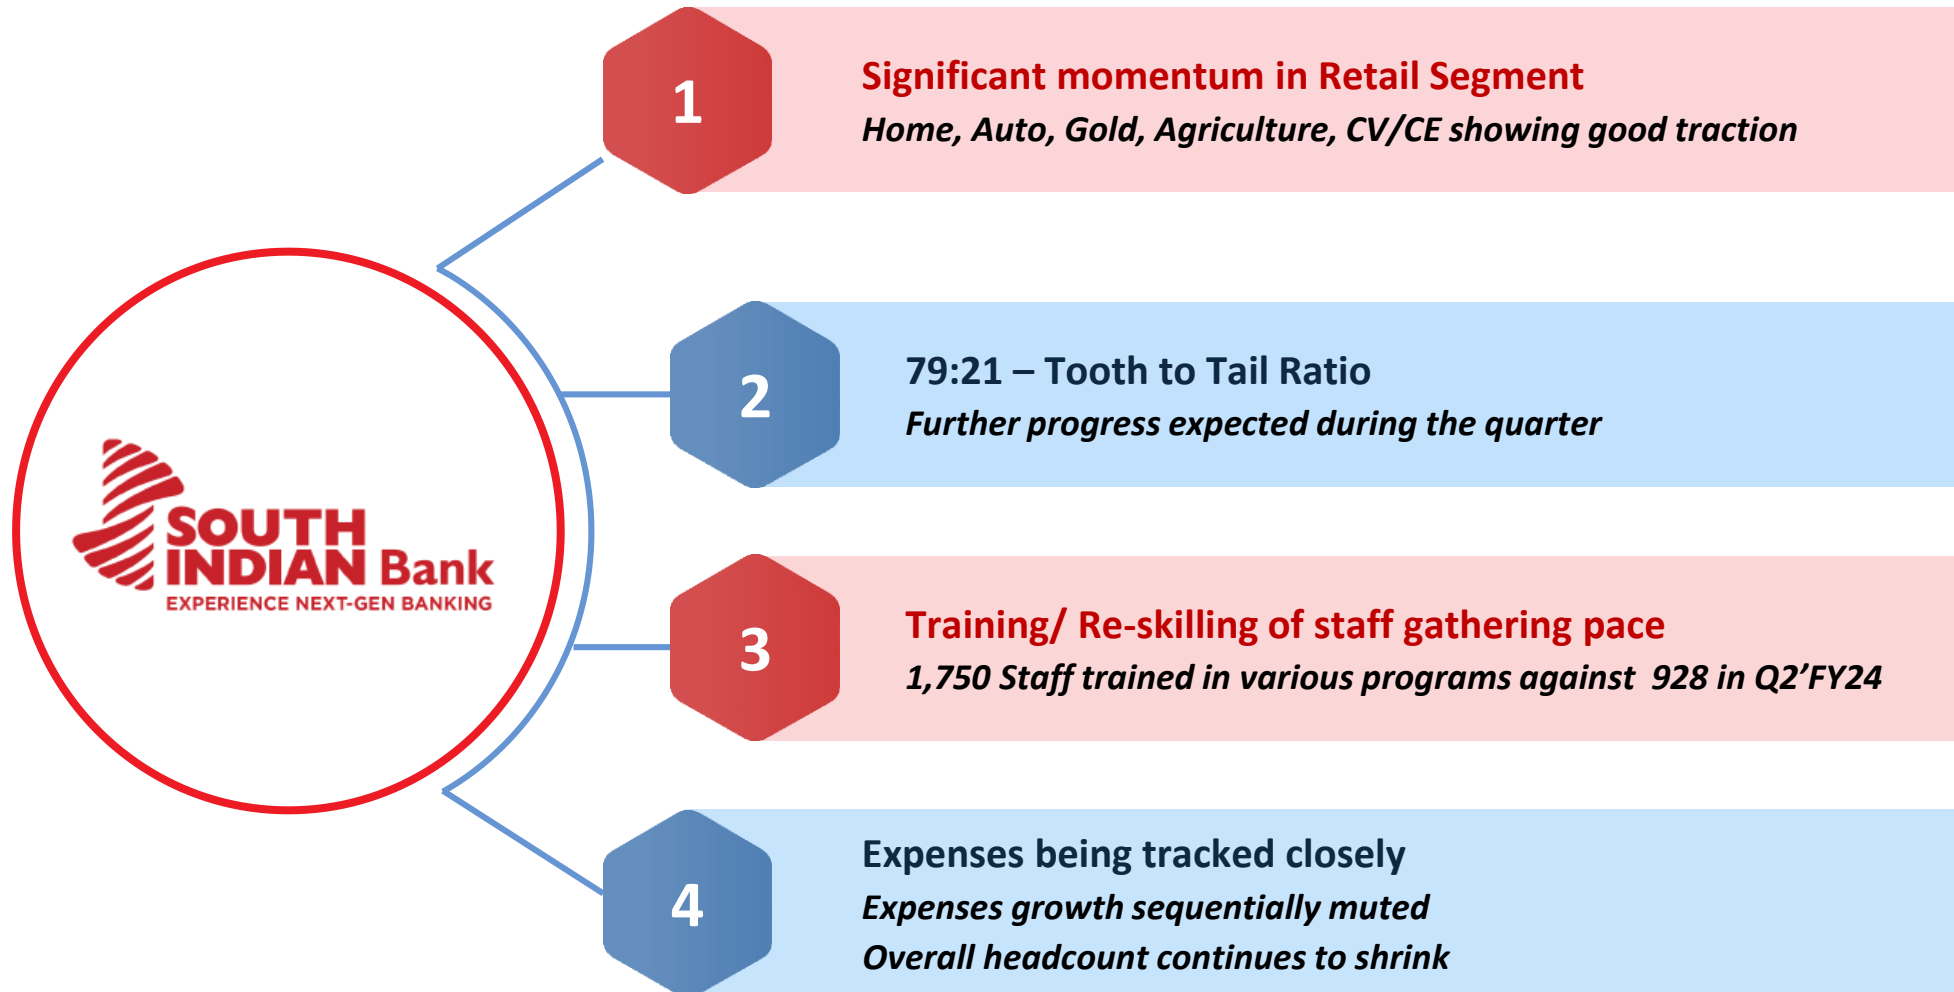 1
Significant momentum in Retail Segment
Home, Auto, Gold, Agriculture, CV/CE showing good traction
2
79:21 – Tooth to Tail Ratio
Further progress expected during the quarter
SOUTH
INDIAN Bank
EXPERIENCE NEXT-GEN BANKING
3
Training/ Re-skilling of staff gathering pace
1,750 Staff trained in various programs against  928 in Q2’FY24
4
Expenses being tracked closely
Expenses growth sequentially muted
Overall headcount continues to shrink